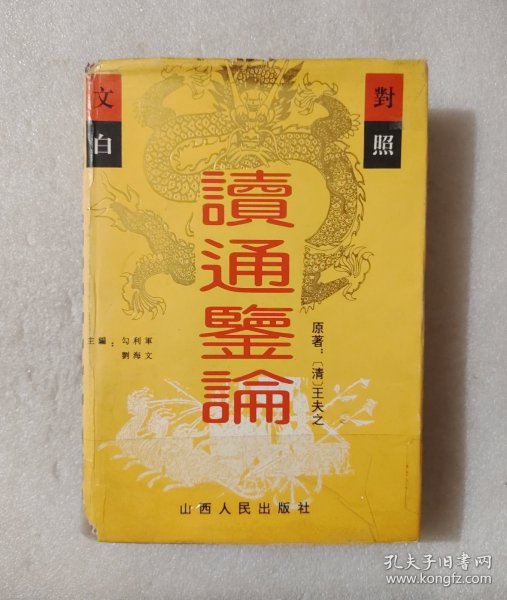 文白
對照
讀通鑒論
原著：〔清〕王夫之
主編：勾利軍
劉海文
山西人民出版社
孔夫子旧书网
www.kongfz.com